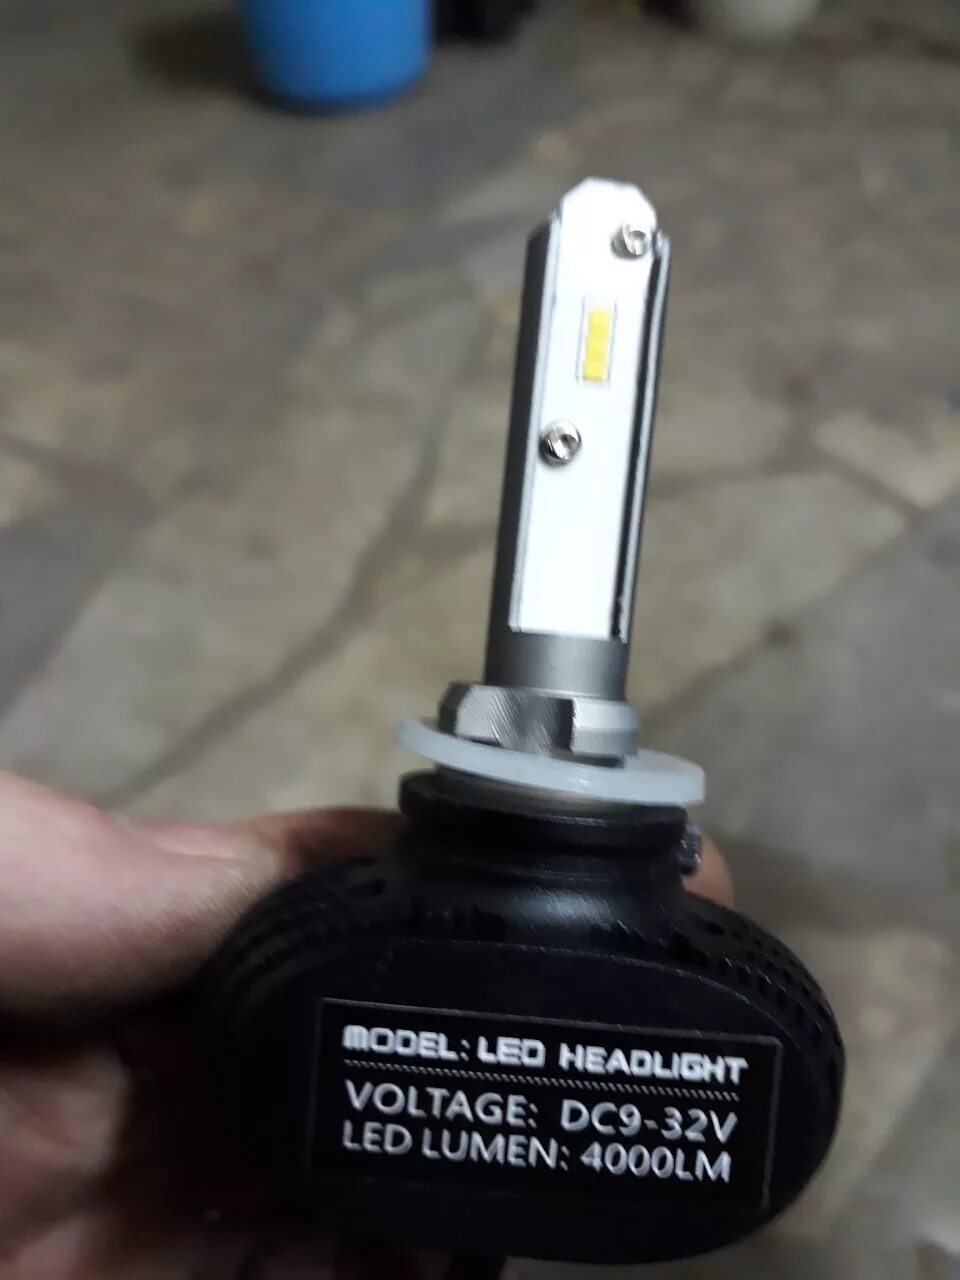 MODEL: LED HEADLIGHT
VOLTAGE: DC9-32V
LED LUMEN: 4000LM